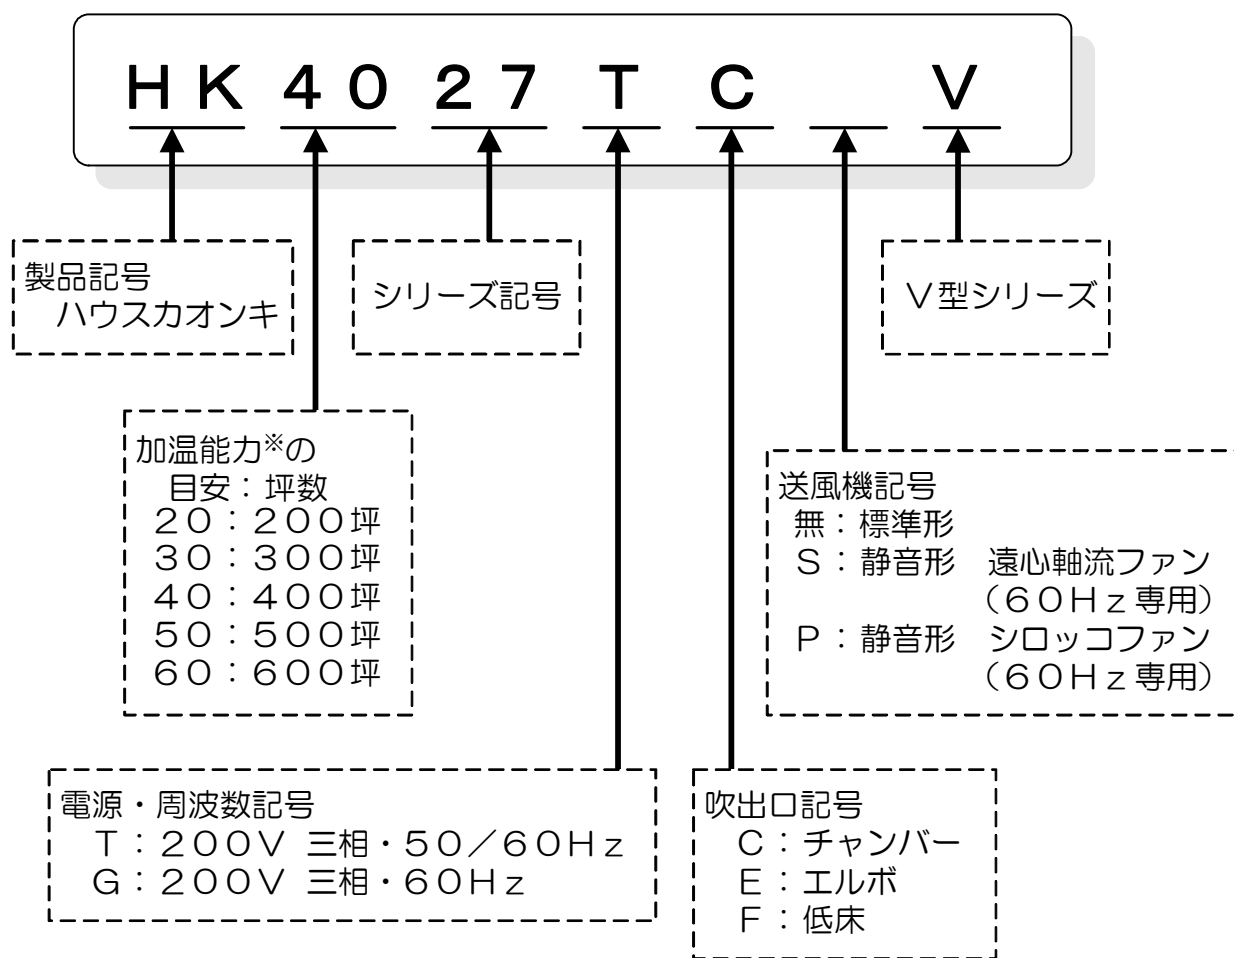 ＨＫ４０２７ＴＣ　Ｖ
製品記号
ハウスカオンキ
シリーズ記号
Ｖ型シリーズ
加温能力※の
目安：坪数
２０：２００坪
３０：３００坪
４０：４００坪
５０：５００坪
６０：６００坪
送風機記号
無：標準形
Ｓ：静音形　遠心軸流ファン
（６０Ｈｚ専用）
Ｐ：静音形　シロッコファン
（６０Ｈｚ専用）
電源・周波数記号
Ｔ：２００Ｖ 三相・５０／６０Ｈｚ
Ｇ：２００Ｖ 三相・６０Ｈｚ
吹出口記号
Ｃ：チャンバー
Ｅ：エルボ
Ｆ：低床